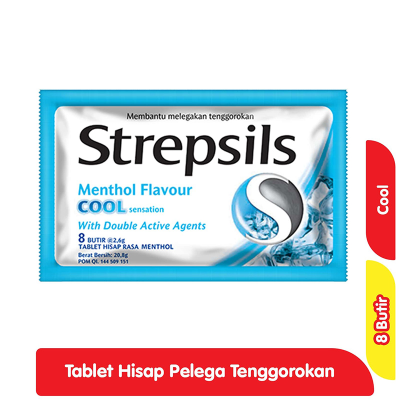 Membantu melegakan tenggorokan
Strepsils
Menthol Flavour
COOL sensation
With Double Active Agents
8 BUTIR @2,6g
TABLET HISAP RASA MENTHOL
Berat Bersih: 20,8g
POM QL 144 509 151
Cool
8 Butir
Tablet Hisap Pelega Tenggorokan